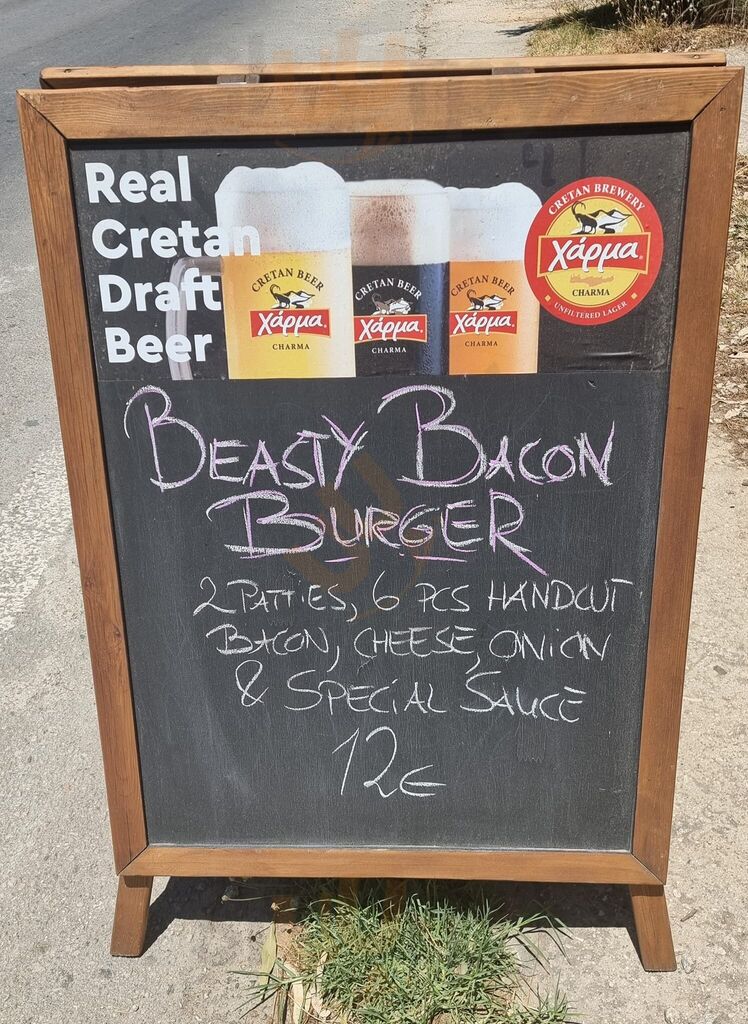 Real
Cretan
Draft
Beer
CRETAN BEER
Χάρμα
CHARMA
CRETAN BEER
Χάρμα
CHARMA
CRETAN BEER
Χάρμα
CHARMA
CRETAN BREWERY
Χάρμα
CHARMA
UNFILTERED LAGER
BEASTY BACON
BURGER
2 PATTIES, 6 PCS HANDCUT
BACON, CHEESE, ONION
& SPECIAL SAUCE
12€